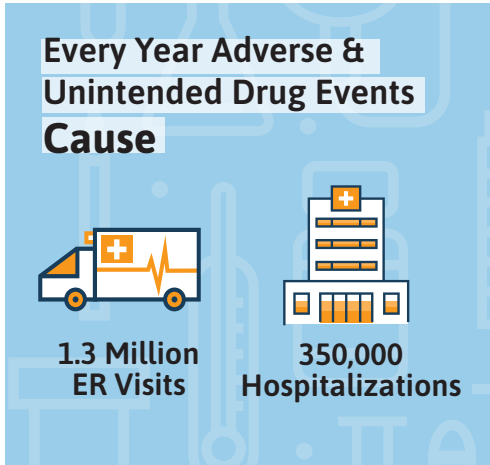 Every Year Adverse &
Unintended Drug Events
Cause
1.3 Million
ER Visits
350,000
Hospitalizations